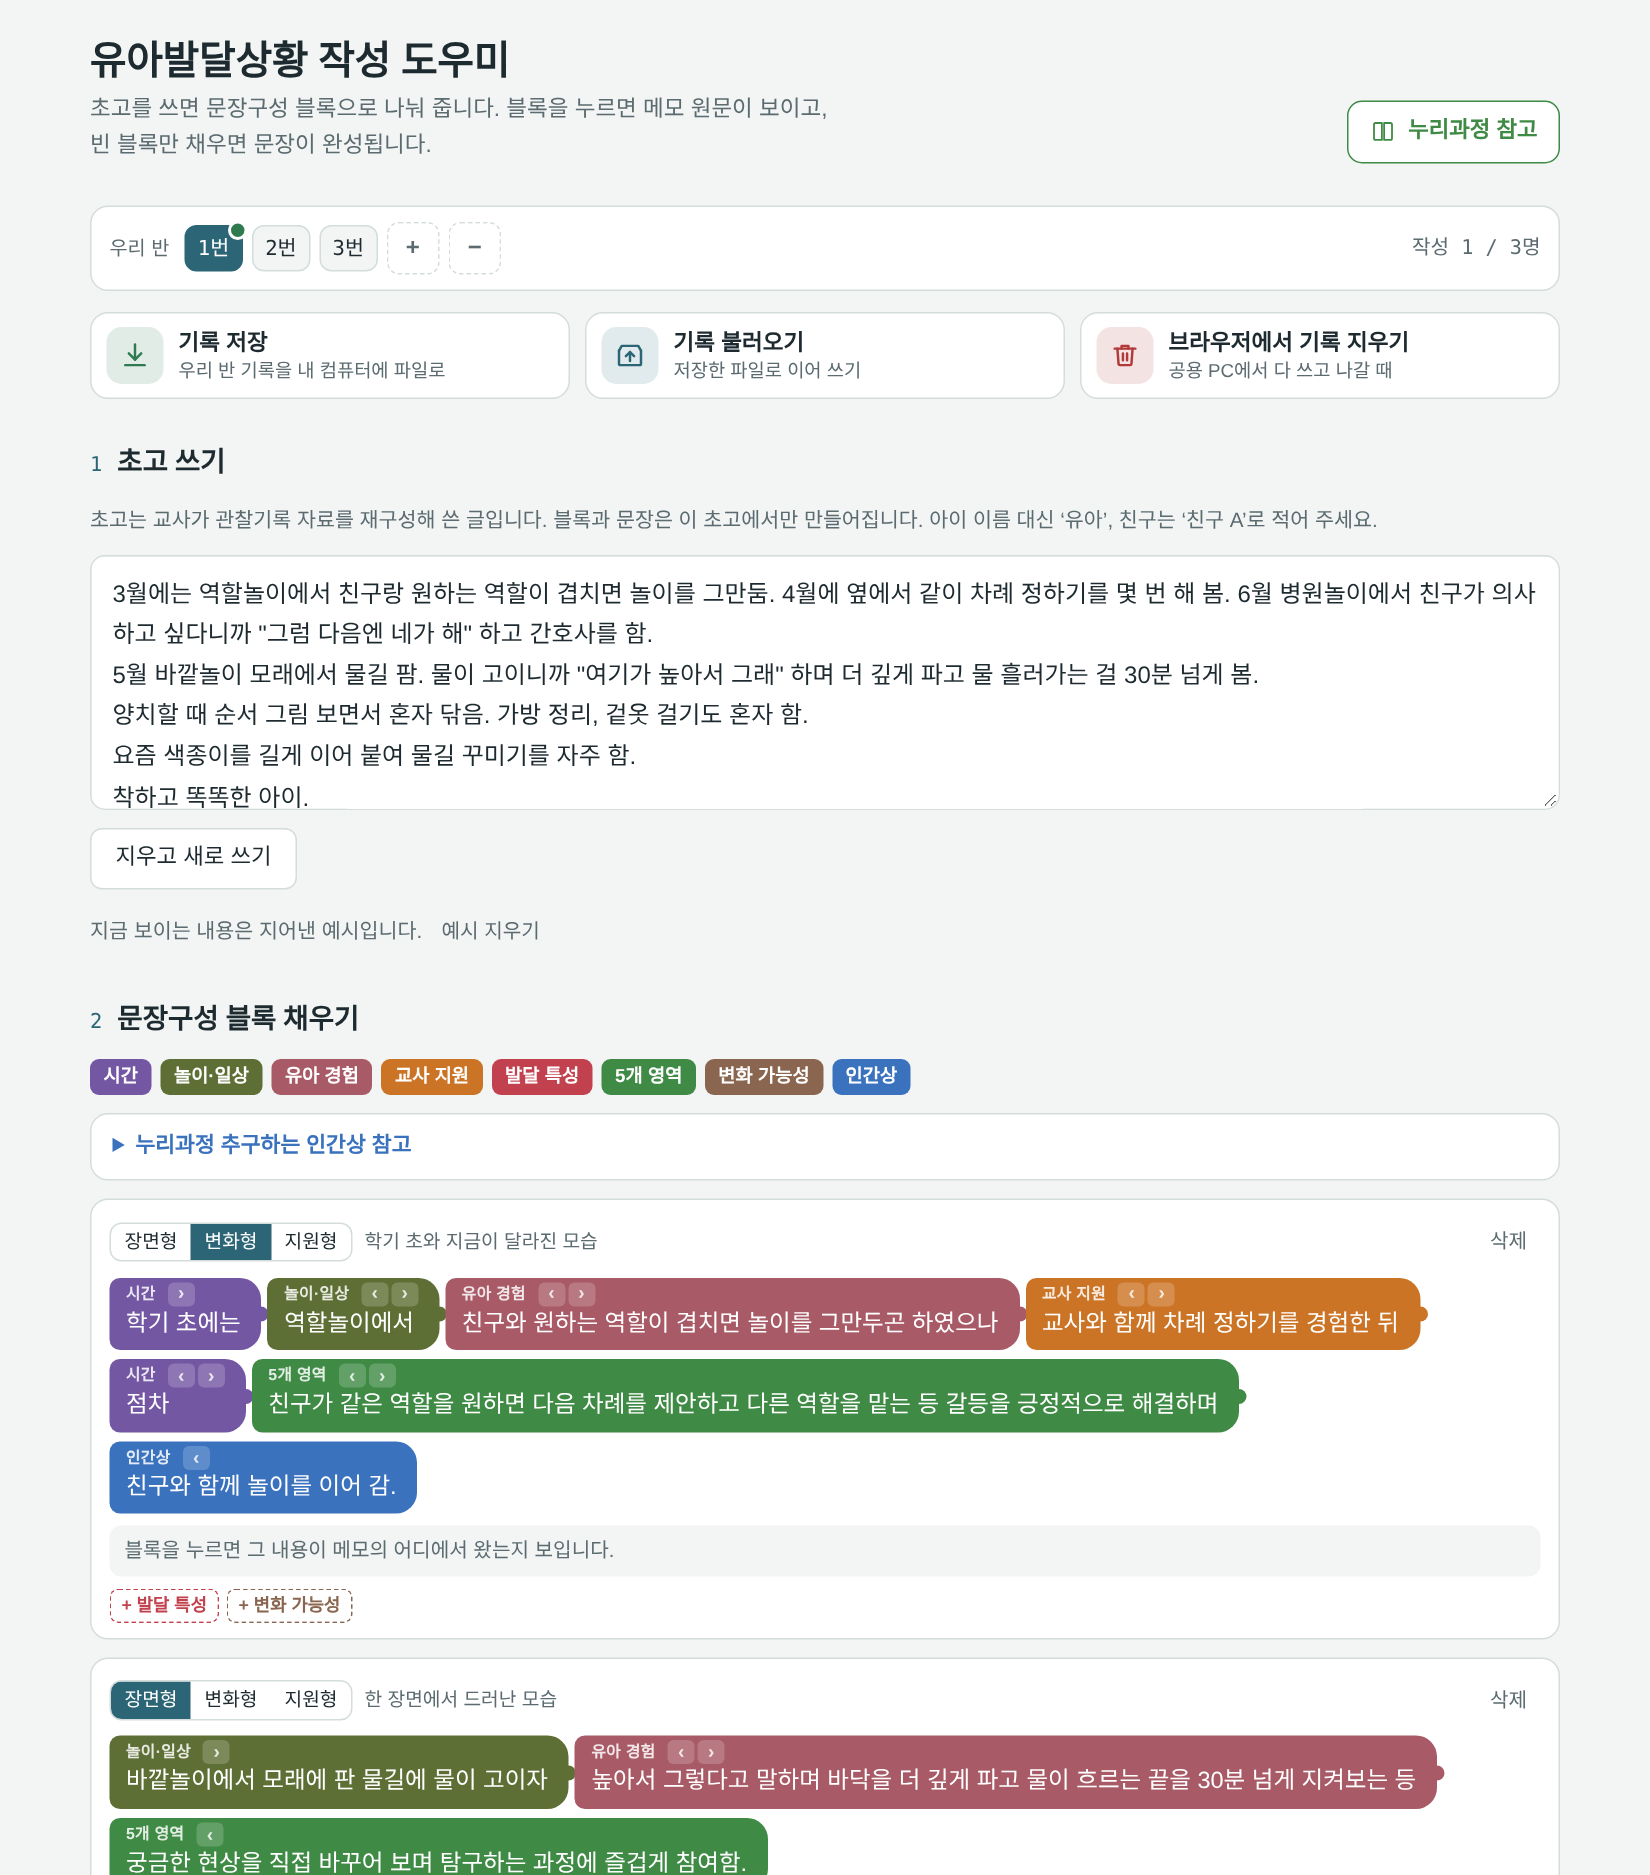 유아발달상황 작성 도우미
초고를 쓰면 문장구성 블록으로 나눠 줍니다. 블록을 누르면 메모 원문이 보이고,
빈 블록만 채우면 문장이 완성됩니다.
누리과정 참고
우리 반 1번 2번 3번 + − 작성 1 / 3명
기록 저장
우리 반 기록을 내 컴퓨터에 파일로
기록 불러오기
저장한 파일로 이어 쓰기
브라우저에서 기록 지우기
공용 PC에서 다 쓰고 나갈 때
1 초고 쓰기
초고는 교사가 관찰기록 자료를 재구성해 쓴 글입니다. 블록과 문장은 이 초고에서만 만들어집니다. 아이 이름 대신 ‘유아’, 친구는 ‘친구 A’로 적어 주세요.
3월에는 역할놀이에서 친구랑 원하는 역할이 겹치면 놀이를 그만둠. 4월에 옆에서 같이 차례 정하기를 몇 번 해 봄. 6월 병원놀이에서 친구가 의사
하고 싶다니까 "그럼 다음엔 네가 해" 하고 간호사를 함.
5월 바깥놀이 모래에서 물길 팜. 물이 고이니까 "여기가 높아서 그래" 하며 더 깊게 파고 물 흘러가는 걸 30분 넘게 봄.
양치할 때 순서 그림 보면서 혼자 닦음. 가방 정리, 겉옷 걸기도 혼자 함.
요즘 색종이를 길게 이어 붙여 물길 꾸미기를 자주 함.
착하고 똑똑한 아이.
지우고 새로 쓰기
지금 보이는 내용은 지어낸 예시입니다. 예시 지우기
2 문장구성 블록 채우기
시간 놀이·일상 유아 경험 교사 지원 발달 특성 5개 영역 변화 가능성 인간상
▶ 누리과정 추구하는 인간상 참고
장면형 변화형 지원형 학기 초와 지금이 달라진 모습 삭제
시간 › 놀이·일상 ‹ › 유아 경험 ‹ › 교사 지원 ‹ ›
학기 초에는 역할놀이에서 친구와 원하는 역할이 겹치면 놀이를 그만두곤 하였으나 교사와 함께 차례 정하기를 경험한 뒤
시간 ‹ › 5개 영역 ‹ ›
점차 친구가 같은 역할을 원하면 다음 차례를 제안하고 다른 역할을 맡는 등 갈등을 긍정적으로 해결하며
인간상 ‹
친구와 함께 놀이를 이어 감.
블록을 누르면 그 내용이 메모의 어디에서 왔는지 보입니다.
+ 발달 특성 + 변화 가능성
장면형 변화형 지원형 한 장면에서 드러난 모습 삭제
놀이·일상 › 유아 경험 ‹ ›
바깥놀이에서 모래에 판 물길에 물이 고이자 높아서 그렇다고 말하며 바닥을 더 깊게 파고 물이 흐르는 끝을 30분 넘게 지켜보는 등
5개 영역 ‹
궁금한 현상을 직접 바꾸어 보며 탐구하는 과정에 즐겁게 참여함.